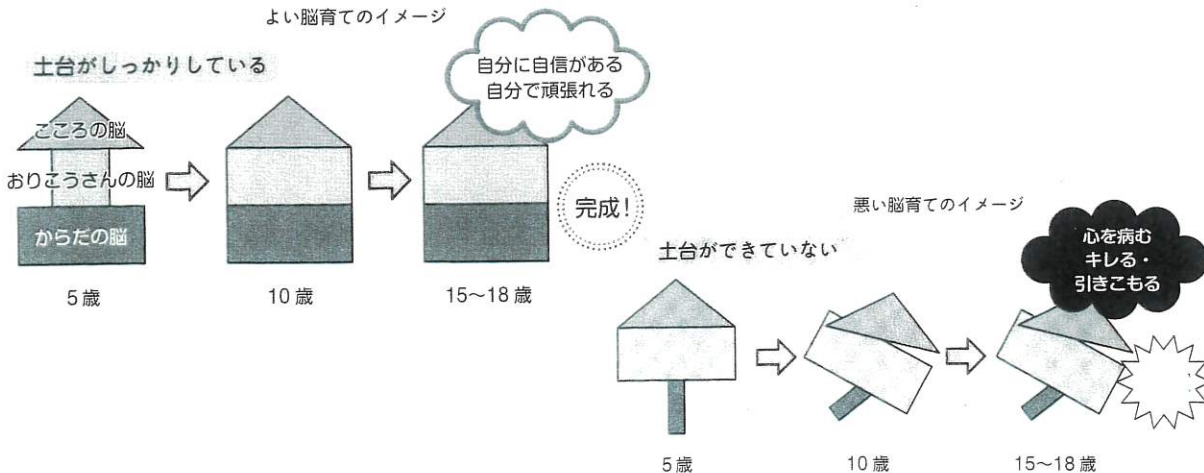 よい脳育てのイメージ
土台がしっかりしている
自分に自信がある
自分で頑張れる
こころの脳
おりこうさんの脳
からだの脳
完成!
5歳
10歳
15〜18歳
悪い脳育てのイメージ
土台ができていない
心を病む
キレる・
引きこもる
5歳
10歳
15〜18歳